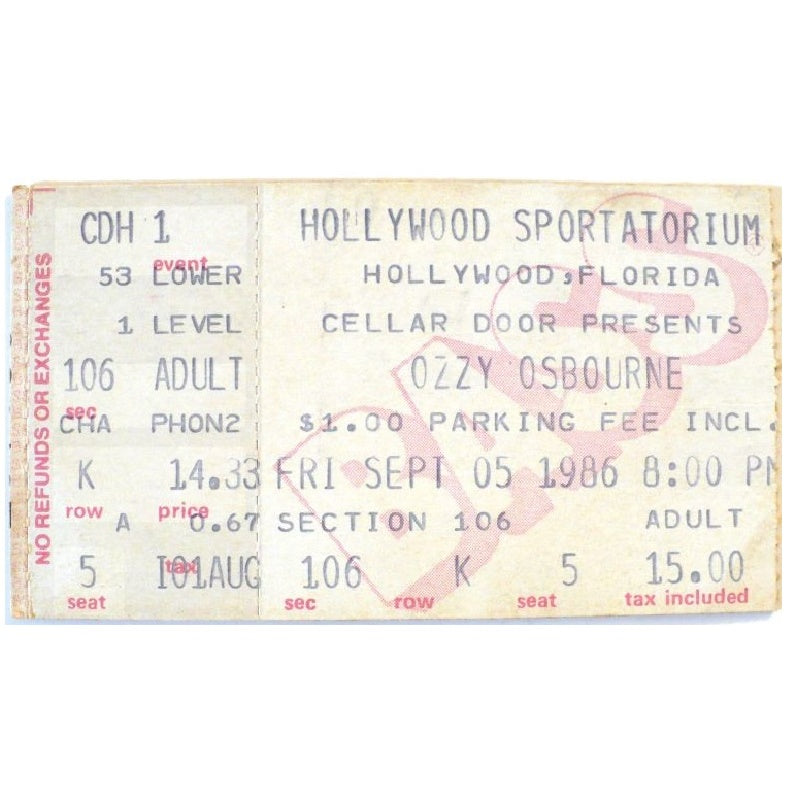 NO REFUNDS OR EXCHANGES
CDH 1
event
53 LOWER
1 LEVEL
106 ADULT
sec
CHA PHON2
K 14.33
row price
A 0.67
tax
5 I01AUG
seat
BASS
HOLLYWOOD SPORTATORIUM
HOLLYWOOD,FLORIDA
CELLAR DOOR PRESENTS
OZZY OSBOURNE
$1.00 PARKING FEE INCL.
FRI SEPT 05 1986 8:00 PM
SECTION 106 ADULT
106 K 5 15.00
sec row seat tax included